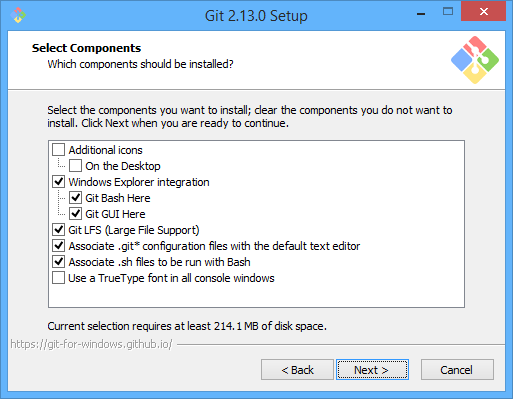 Git 2.13.0 Setup
Select Components
Which components should be installed?
Select the components you want to install; clear the components you do not want to
install. Click Next when you are ready to continue.
Additional icons
On the Desktop
Windows Explorer integration
Git Bash Here
Git GUI Here
Git LFS (Large File Support)
Associate .git* configuration files with the default text editor
Associate .sh files to be run with Bash
Use a TrueType font in all console windows
Current selection requires at least 214.1 MB of disk space.
https://git-for-windows.github.io/
< Back
Next >
Cancel